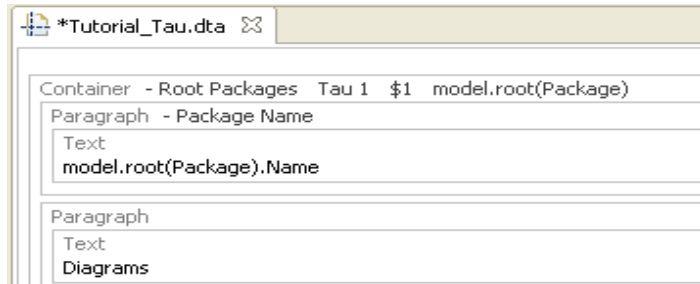 *Tutorial_Tau.dta
Container - Root Packages Tau 1 $1 model.root(Package)
Paragraph - Package Name
Text
model.root(Package).Name
Paragraph
Text
Diagrams